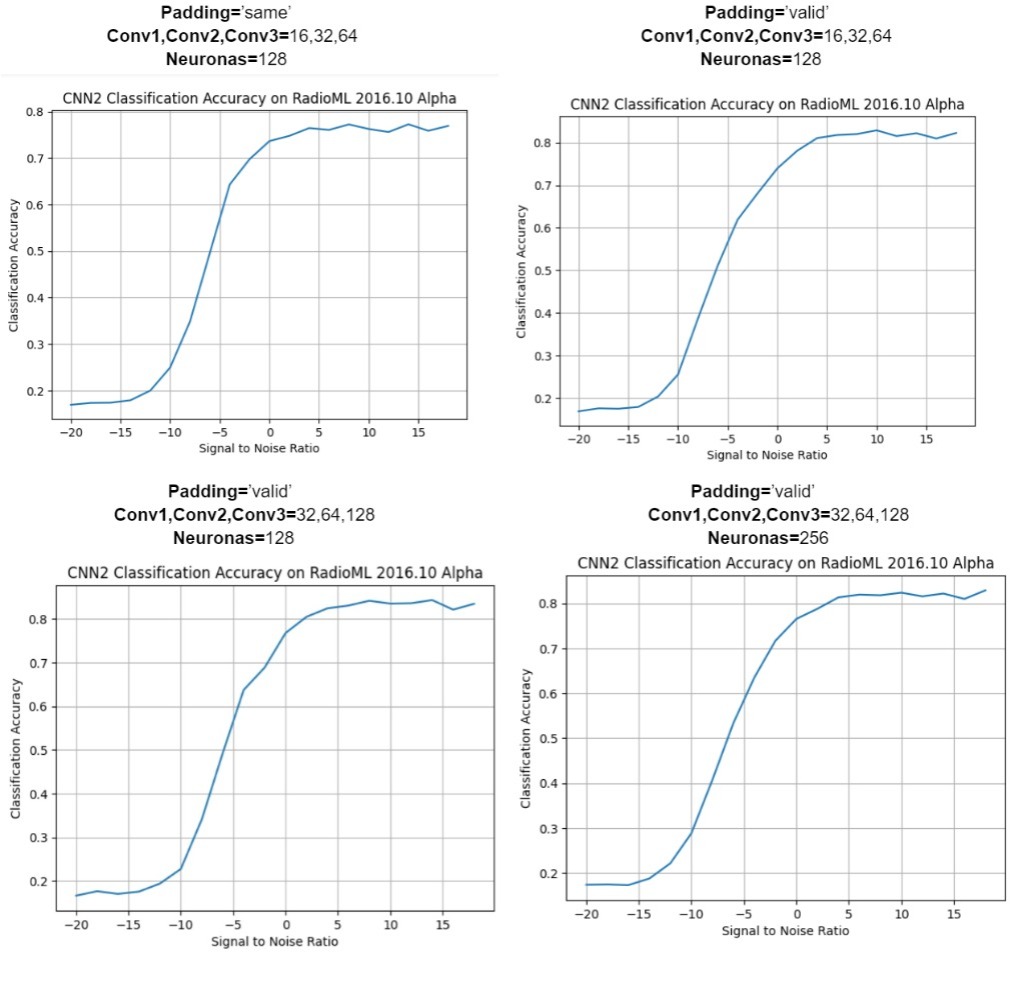 Padding='same'
Conv1,Conv2,Conv3=16,32,64
Neuronas=128
CNN2 Classification Accuracy on RadioML 2016.10 Alpha
0.8
0.7
0.6
0.5
0.4
0.3
0.2
Classification Accuracy
−20 −15 −10 −5 0 5 10 15
Signal to Noise Ratio
Padding='valid'
Conv1,Conv2,Conv3=16,32,64
Neuronas=128
CNN2 Classification Accuracy on RadioML 2016.10 Alpha
0.8
0.7
0.6
0.5
0.4
0.3
0.2
Classification Accuracy
−20 −15 −10 −5 0 5 10 15
Signal to Noise Ratio
Padding='valid'
Conv1,Conv2,Conv3=32,64,128
Neuronas=128
CNN2 Classification Accuracy on RadioML 2016.10 Alpha
0.8
0.7
0.6
0.5
0.4
0.3
0.2
Classification Accuracy
−20 −15 −10 −5 0 5 10 15
Signal to Noise Ratio
Padding='valid'
Conv1,Conv2,Conv3=32,64,128
Neuronas=256
CNN2 Classification Accuracy on RadioML 2016.10 Alpha
0.8
0.7
0.6
0.5
0.4
0.3
0.2
Classification Accuracy
−20 −15 −10 −5 0 5 10 15
Signal to Noise Ratio